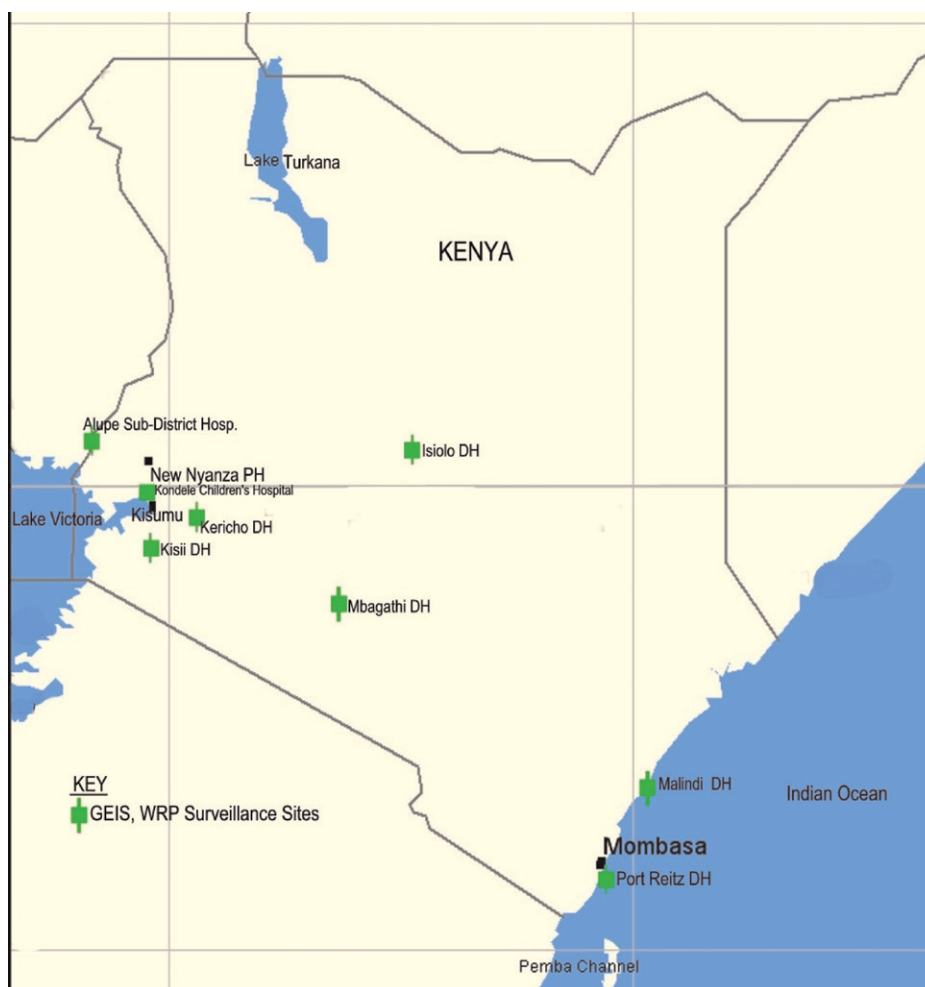 Lake Turkana
KENYA
Alupe Sub-District Hosp.
Isiolo DH
New Nyanza PH
Kondele Children's Hospital
Lake Victoria
Kisumu
Kericho DH
Kisii DH
Mbagathi DH
KEY
GEIS, WRP Surveillance Sites
Malindi DH
Indian Ocean
Mombasa
Port Reitz DH
Pemba Channel